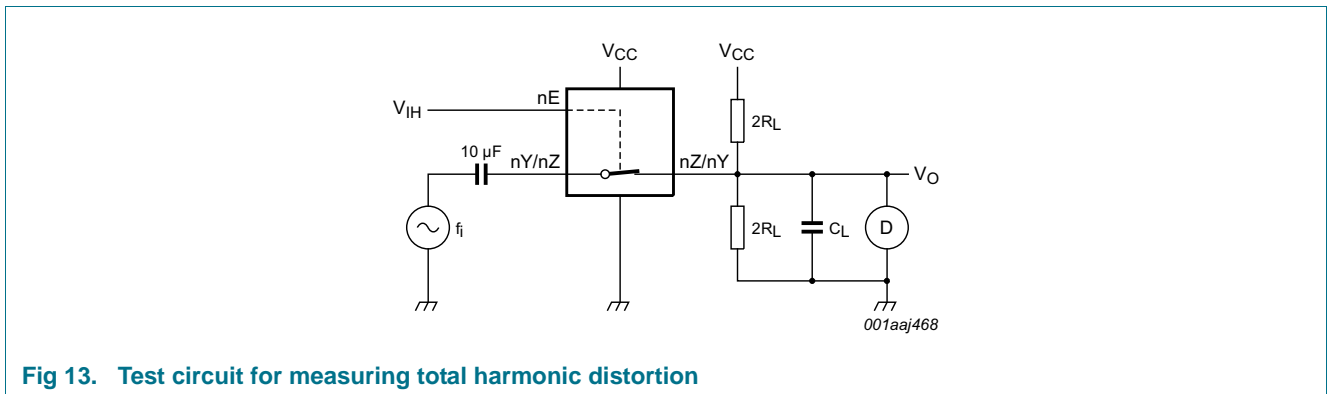 VCC
VCC
nE
VIH
2RL
10 µF
nY/nZ
nZ/nY
VO
fi
2RL
CL
D
001aaj468
Fig 13. Test circuit for measuring total harmonic distortion